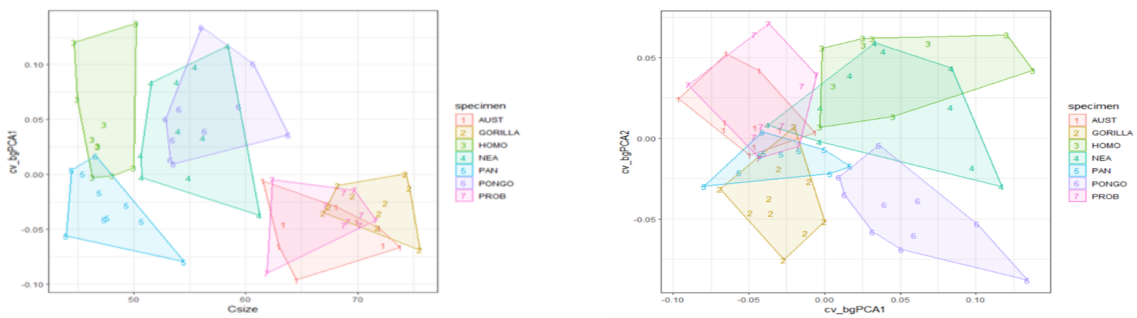 cv_bgPCA1
0.10
0.05
0.00
-0.05
-0.10
50
60
70
Csize
specimen
1 AUST
2 GORILLA
3 HOMO
4 NEA
5 PAN
6 PONGO
7 PROB
cv_bgPCA2
0.05
0.00
-0.05
-0.10
-0.05
0.00
0.05
0.10
cv_bgPCA1
specimen
1 AUST
2 GORILLA
3 HOMO
4 NEA
5 PAN
6 PONGO
7 PROB